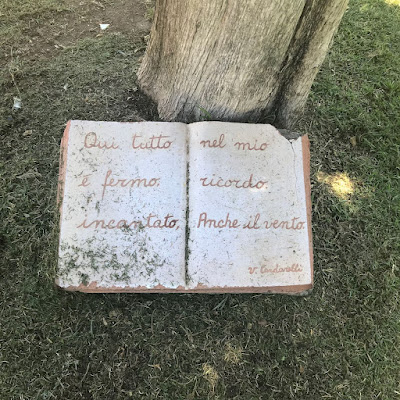 Qui tutto
è fermo,
incantato,
nel mio
ricordo.
Anche il vento.
V. Cardarelli